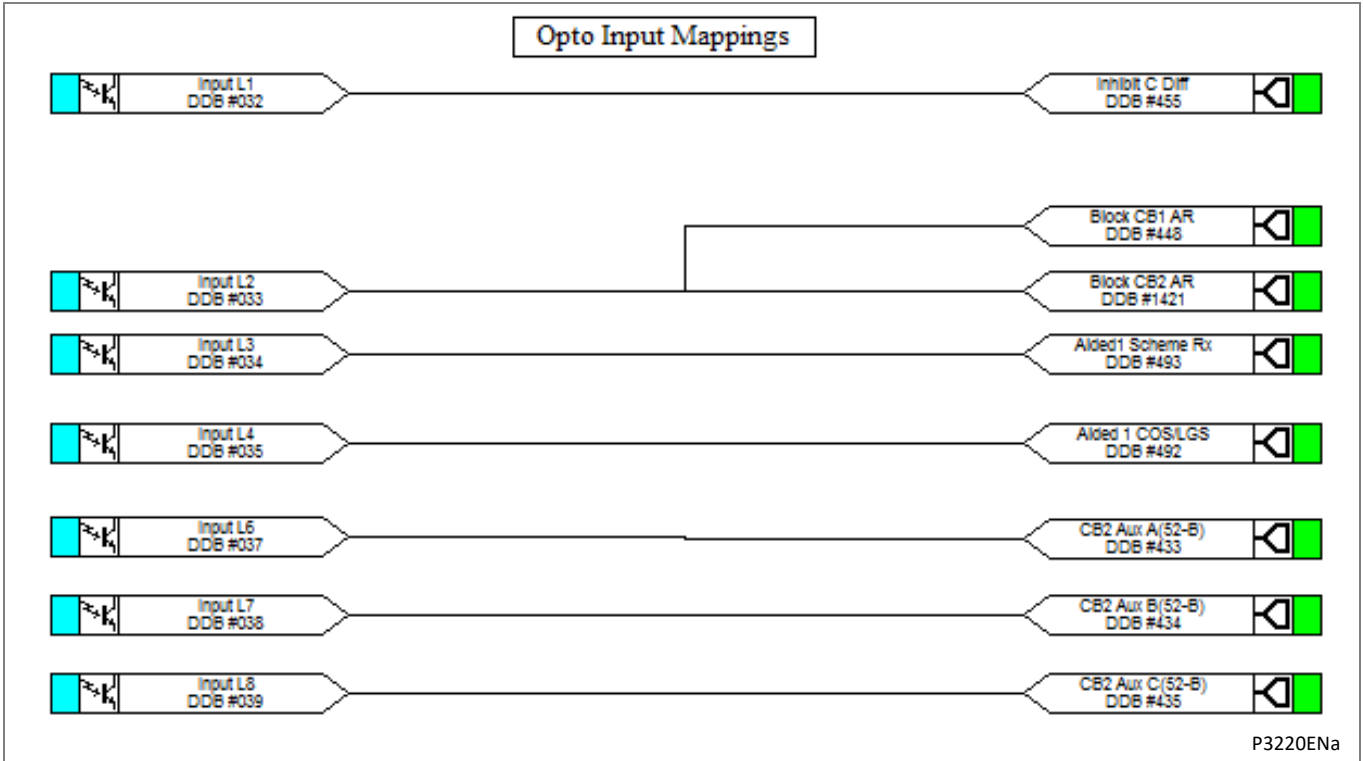 Opto Input Mappings
Input L1
DDB #032
Inhibit C Diff
DDB #455
Block CB1 AR
DDB #448
Input L2
DDB #033
Block CB2 AR
DDB #1421
Input L3
DDB #034
Aided1 Scheme Rx
DDB #493
Input L4
DDB #035
Aided 1 COS/LGS
DDB #492
Input L6
DDB #037
CB2 Aux A(52-B)
DDB #433
Input L7
DDB #038
CB2 Aux B(52-B)
DDB #434
Input L8
DDB #039
CB2 Aux C(52-B)
DDB #435
P3220ENa